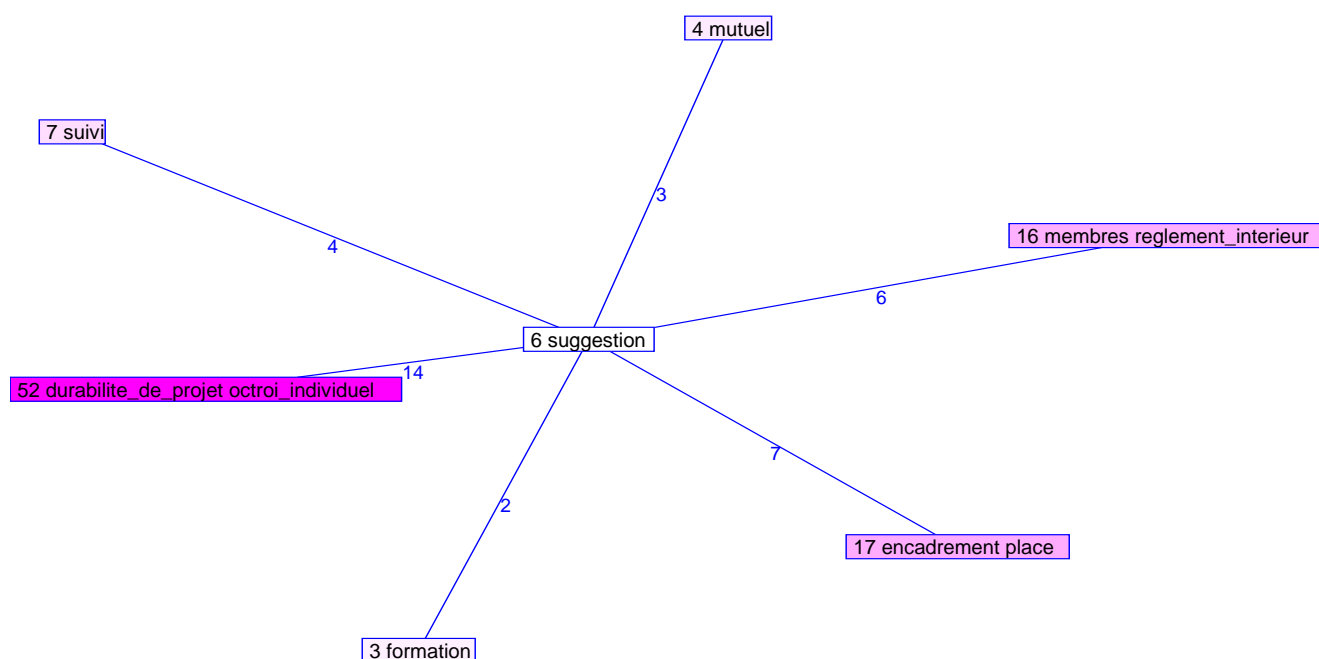 4 mutuel
7 suivi
3
16 membres reglement_interieur
4
6
6 suggestion
14
52 durabilite_de_projet octroi_individuel
7
2
17 encadrement place
3 formation